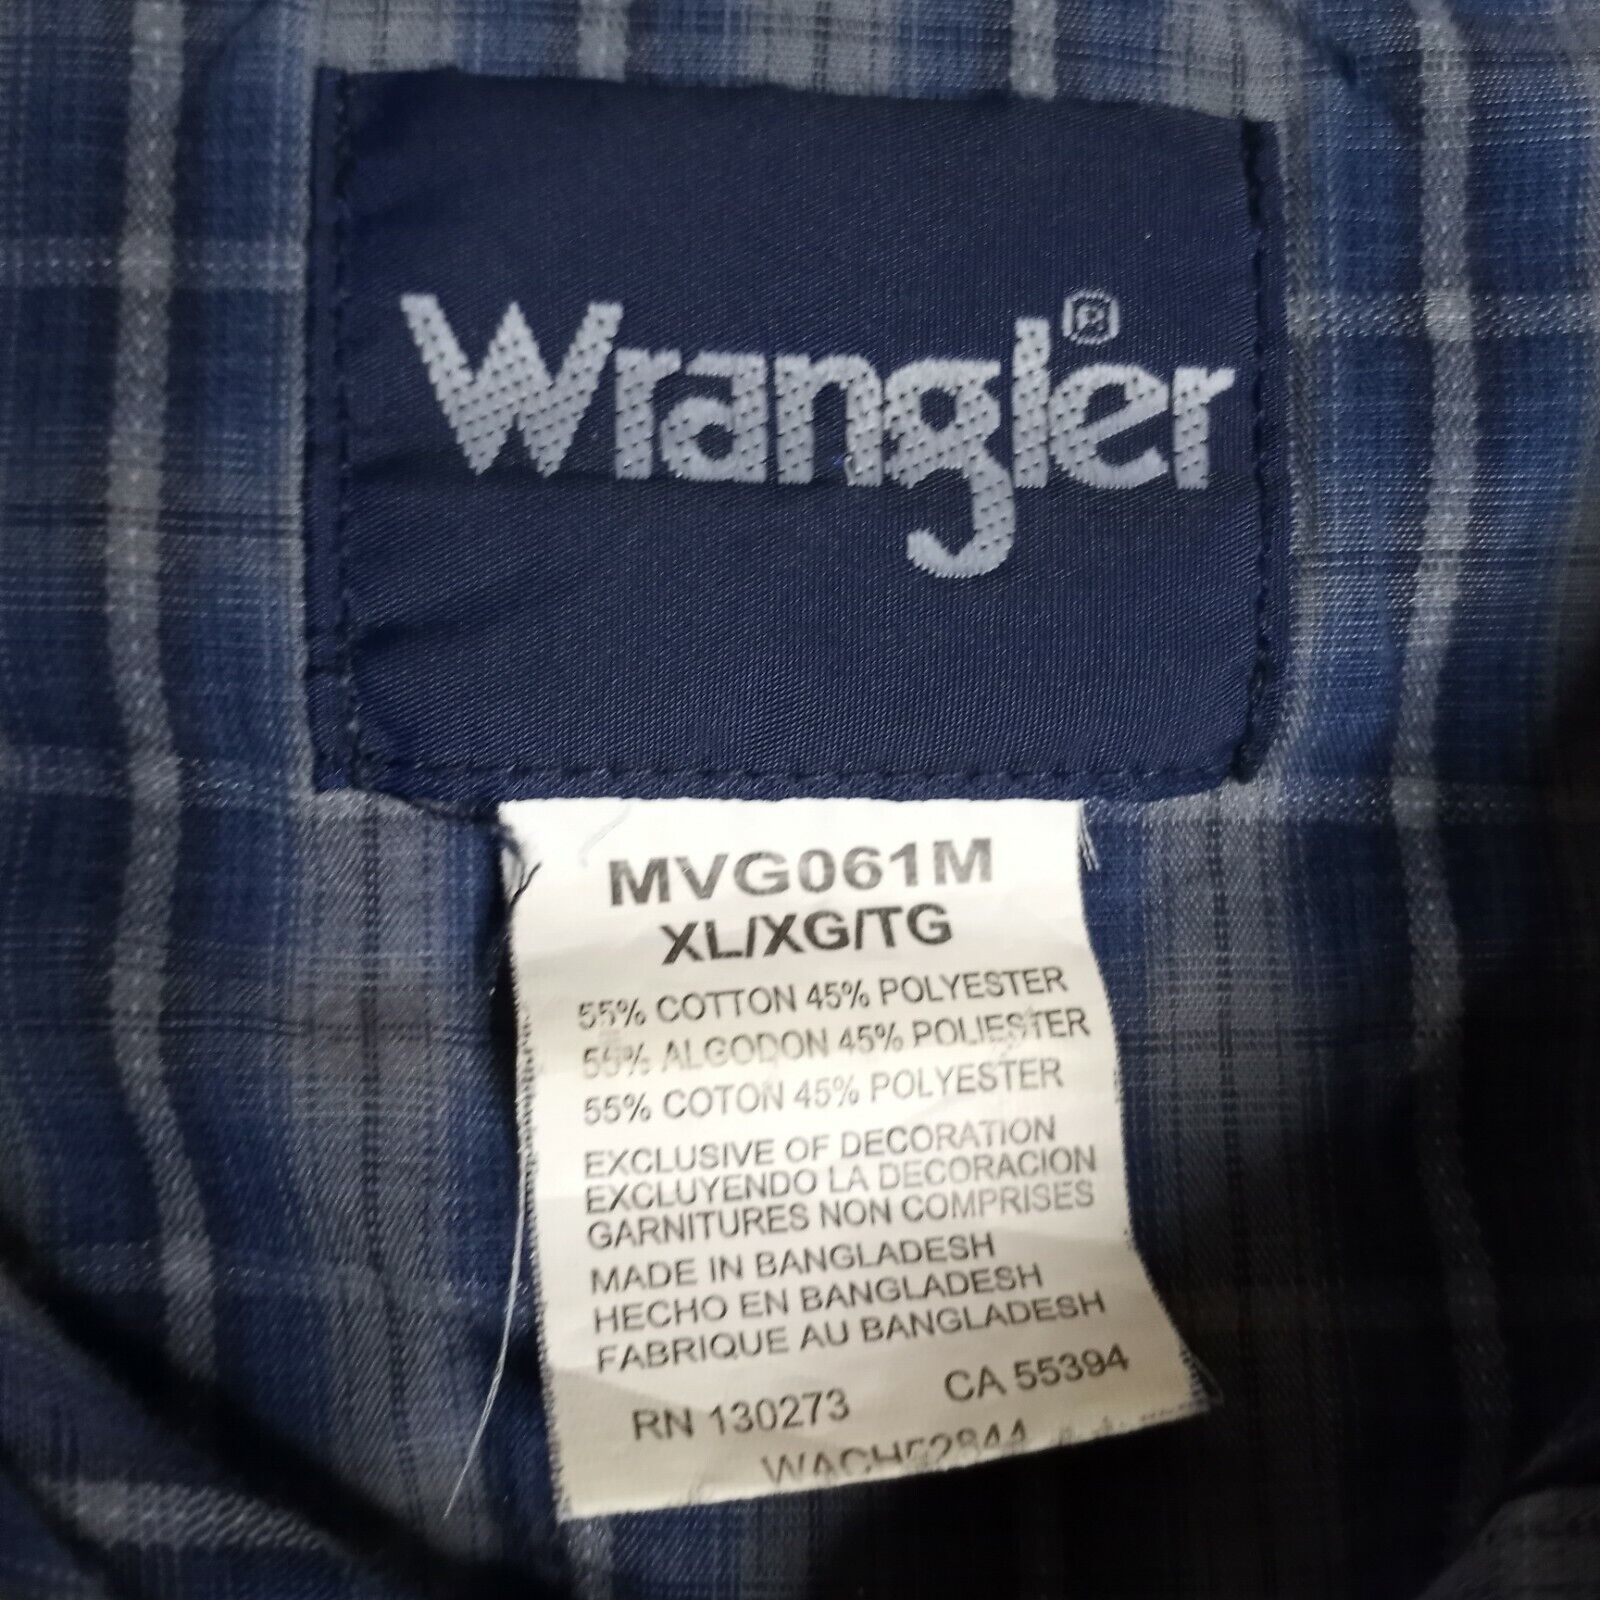 Wrangler®
MVG061M
XL/XG/TG
55% COTTON 45% POLYESTER
55% ALGODON 45% POLIESTER
55% COTON 45% POLYESTER
EXCLUSIVE OF DECORATION
EXCLUYENDO LA DECORACION
GARNITURES NON COMPRISES
MADE IN BANGLADESH
HECHO EN BANGLADESH
FABRIQUE AU BANGLADESH
RN 130273 CA 55394